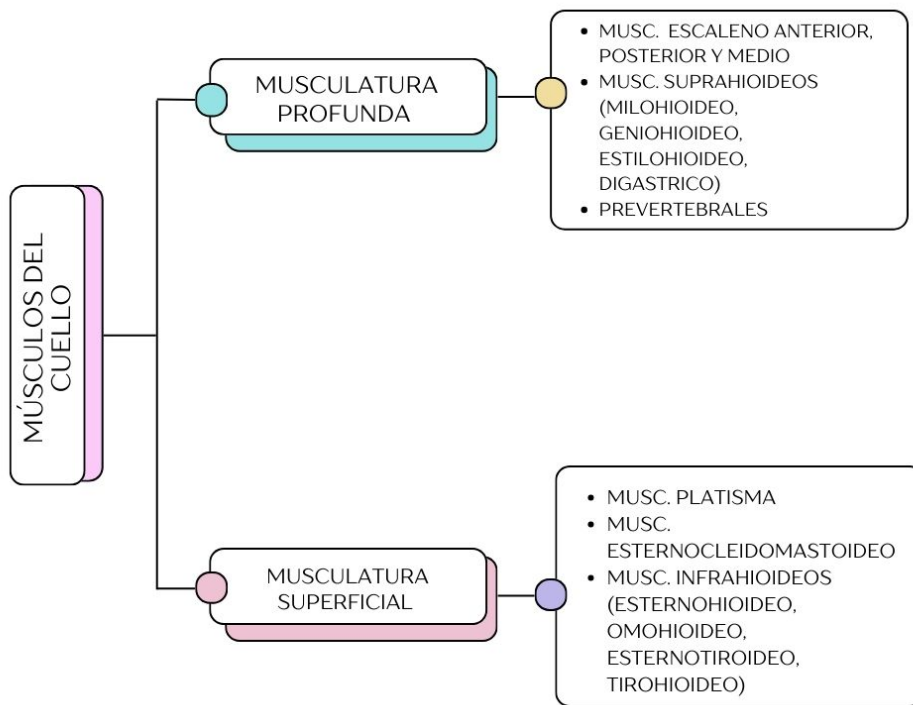 MÚSCULOS DEL
CUELLO
MUSCULATURA
PROFUNDA
• MUSC. ESCALENO ANTERIOR,
POSTERIOR Y MEDIO
• MUSC. SUPRAHIOIDEOS
(MILOHIOIDEO,
GENIOHIOIDEO,
ESTILOHIOIDEO,
DIGASTRICO)
• PREVERTEBRALES
MUSCULATURA
SUPERFICIAL
• MUSC. PLATISMA
• MUSC.
ESTERNOCLEIDOMASTOIDEO
• MUSC. INFRAHIOIDEOS
(ESTERNOHIOIDEO,
OMOHIOIDEO,
ESTERNOTIROIDEO,
TIROHIOIDEO)